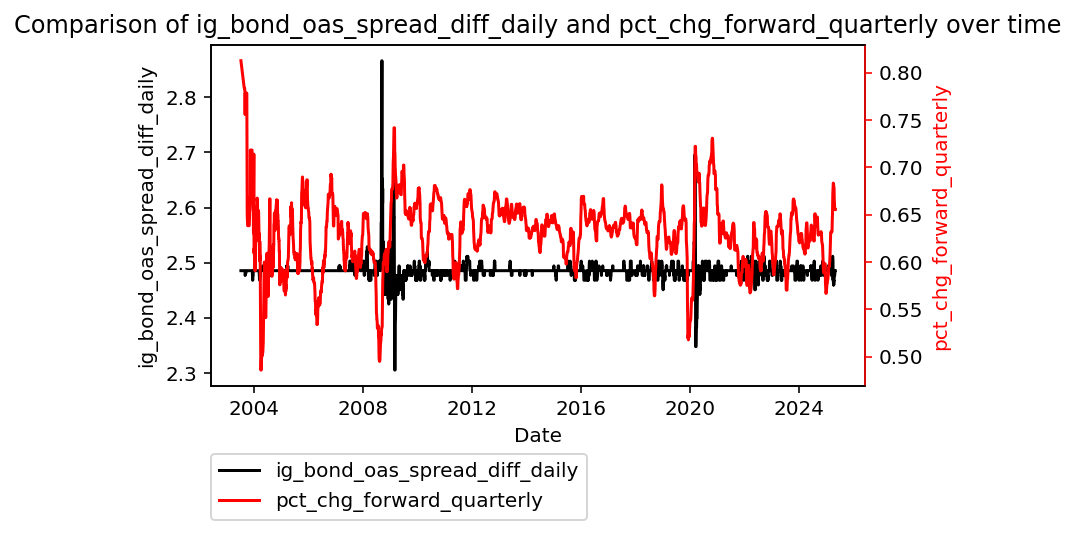 Comparison of ig_bond_oas_spread_diff_daily and pct_chg_forward_quarterly over time
ig_bond_oas_spread_diff_daily
2.8
2.7
2.6
2.5
2.4
2.3
0.80
0.75
0.70
0.65
0.60
0.55
0.50
pct_chg_forward_quarterly
2004 2008 2012 2016 2020 2024
Date
ig_bond_oas_spread_diff_daily
pct_chg_forward_quarterly